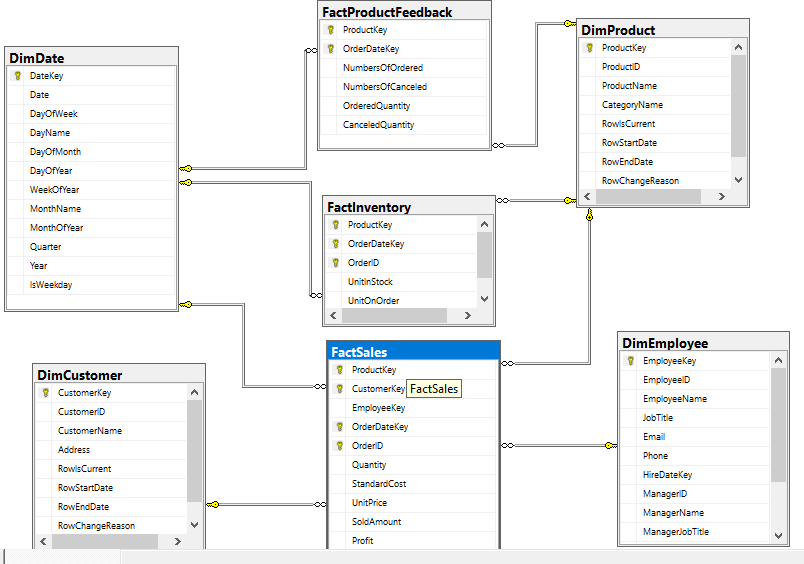 FactProductFeedback
ProductKey
OrderDateKey
NumbersOfOrdered
NumbersOfCanceled
OrderedQuantity
CanceledQuantity
DimProduct
ProductKey
ProductID
ProductName
CategoryName
RowIsCurrent
RowStartDate
RowEndDate
RowChangeReason
DimDate
DateKey
Date
DayOfWeek
DayName
DayOfMonth
DayOfYear
WeekOfYear
MonthName
MonthOfYear
Quarter
Year
IsWeekday
FactInventory
ProductKey
OrderDateKey
OrderID
UnitInStock
UnitOnOrder
FactSales
ProductKey
CustomerKey
FactSales
EmployeeKey
OrderDateKey
OrderID
Quantity
StandardCost
UnitPrice
SoldAmount
Profit
DimEmployee
EmployeeKey
EmployeeID
EmployeeName
JobTitle
Email
Phone
HireDateKey
ManagerID
ManagerName
ManagerJobTitle
DimCustomer
CustomerKey
CustomerID
CustomerName
Address
RowIsCurrent
RowStartDate
RowEndDate
RowChangeReason